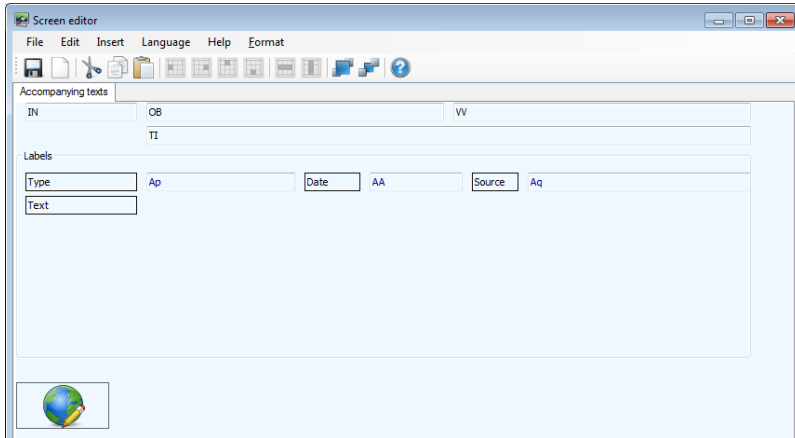 Screen editor
File Edit Insert Language Help Format
Accompanying texts
IN OB VV
TI
Labels
Type Ap Date AA Source Aq
Text